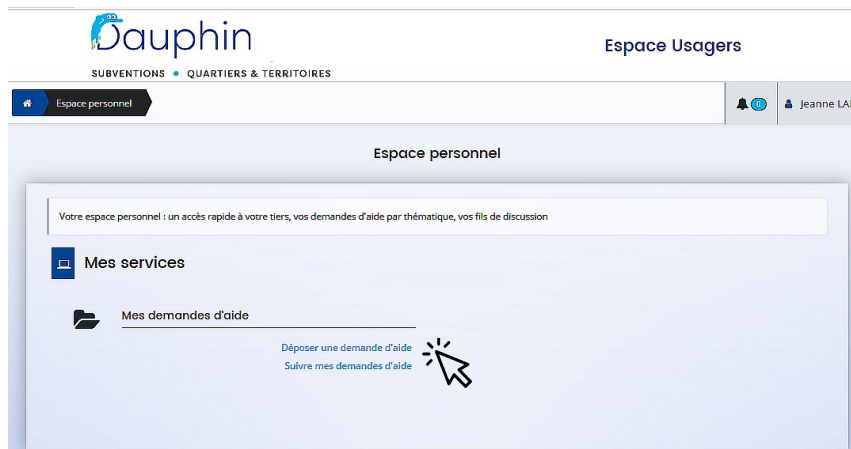 Dauphin
SUBVENTIONS • QUARTIERS & TERRITOIRES
Espace Usagers
Espace personnel
0
Jeanne LA
Espace personnel
Votre espace personnel : un accès rapide à votre tiers, vos demandes d'aide par thématique, vos fils de discussion
Mes services
Mes demandes d'aide
Déposer une demande d'aide
Suivre mes demandes d'aide